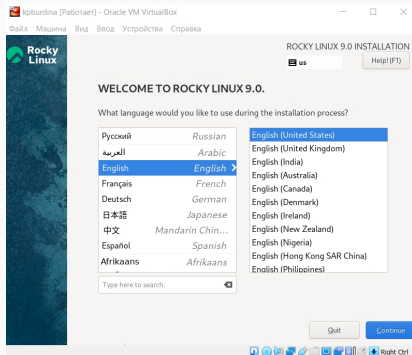 kpburdina [Работает] - Oracle VM VirtualBox
Файл Машина Вид Ввод Устройства Справка
Rocky
Linux
ROCKY LINUX 9.0 INSTALLATION
us
Help! (F1)
WELCOME TO ROCKY LINUX 9.0.
What language would you like to use during the installation process?
Русский Russian
العربية Arabic
English English
Français French
Deutsch German
日本語 Japanese
中文 Mandarin Chin...
Español Spanish
Afrikaans Afrikaans
Type here to search.
English (United States)
English (United Kingdom)
English (India)
English (Australia)
English (Canada)
English (Denmark)
English (Ireland)
English (New Zealand)
English (Nigeria)
English (Hong Kong SAR China)
English (Philippines)
Quit
Continue
Right Ctrl